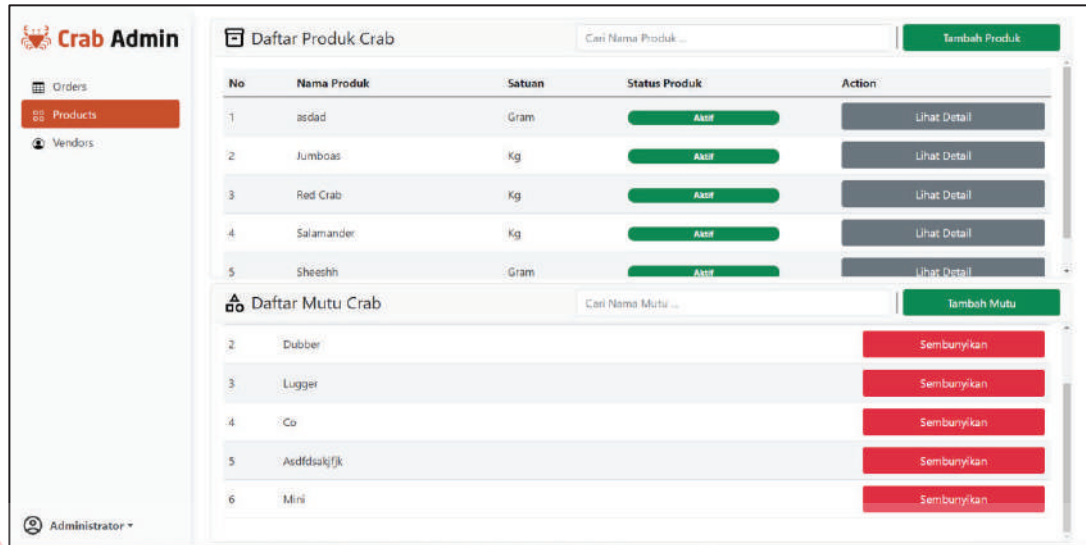 Crab Admin
Orders
Products
Vendors
Administrator
Daftar Produk Crab
Cari Nama Produk ...
Tambah Produk
No Nama Produk Satuan Status Produk Action
1 asdad Gram Aktif Lihat Detail
2 Jumboas Kg Aktif Lihat Detail
3 Red Crab Kg Aktif Lihat Detail
4 Salamander Kg Aktif Lihat Detail
5 Sheeshh Gram Aktif Lihat Detail
Daftar Mutu Crab
Cari Nama Mutu ...
Tambah Mutu
2 Dubber Sembunyikan
3 Lugger Sembunyikan
4 Co Sembunyikan
5 Asdfdsakjfjk Sembunyikan
6 Mini Sembunyikan